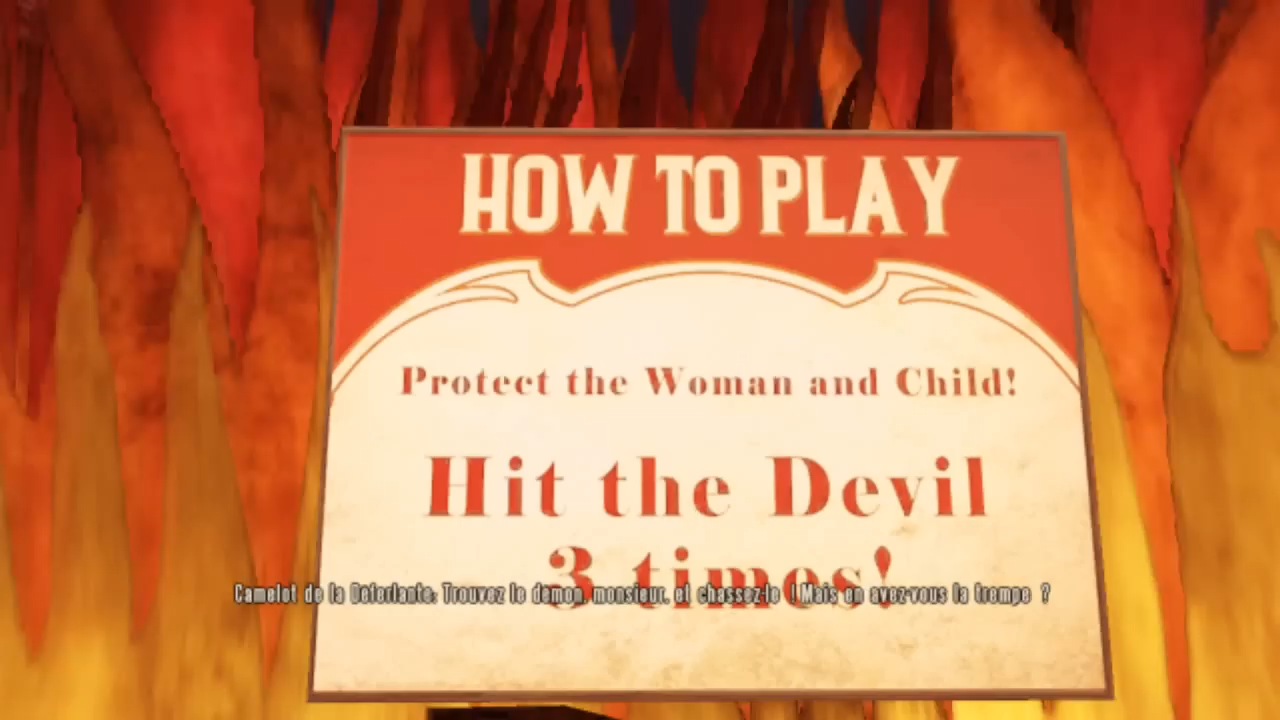 HOW TO PLAY
Protect the Woman and Child!
Hit the Devil
3 times!
Camelot de la Déferlante: Trouvez le démon, monsieur, et chassez-le ! Mais en avez-vous la trempe ?